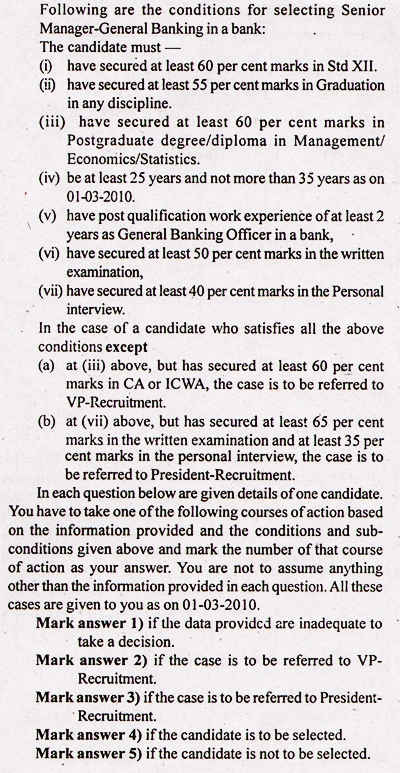 Following are the conditions for selecting Senior
Manager-General Banking in a bank:
The candidate must —
(i) have secured at least 60 per cent marks in Std XII.
(ii) have secured at least 55 per cent marks in Graduation
in any discipline.
(iii) have secured at least 60 per cent marks in
Postgraduate degree/diploma in Management/
Economics/Statistics.
(iv) be at least 25 years and not more than 35 years as on
01-03-2010.
(v) have post qualification work experience of at least 2
years as General Banking Officer in a bank,
(vi) have secured at least 50 per cent marks in the written
examination,
(vii) have secured at least 40 per cent marks in the Personal
interview.
In the case of a candidate who satisfies all the above
conditions except
(a) at (iii) above, but has secured at least 60 per cent
marks in CA or ICWA, the case is to be referred to
VP-Recruitment.
(b) at (vii) above, but has secured at least 65 per cent
marks in the written examination and at least 35 per
cent marks in the personal interview, the case is to
be referred to President-Recruitment.
In each question below are given details of one candidate.
You have to take one of the following courses of action based
on the information provided and the conditions and sub-
conditions given above and mark the number of that course
of action as your answer. You are not to assume anything
other than the information provided in each question. All these
cases are given to you as on 01-03-2010.
Mark answer 1) if the data provided are inadequate to
take a decision.
Mark answer 2) if the case is to be referred to VP-
Recruitment.
Mark answer 3) if the case is to be referred to President-
Recruitment.
Mark answer 4) if the candidate is to be selected.
Mark answer 5) if the candidate is not to be selected.